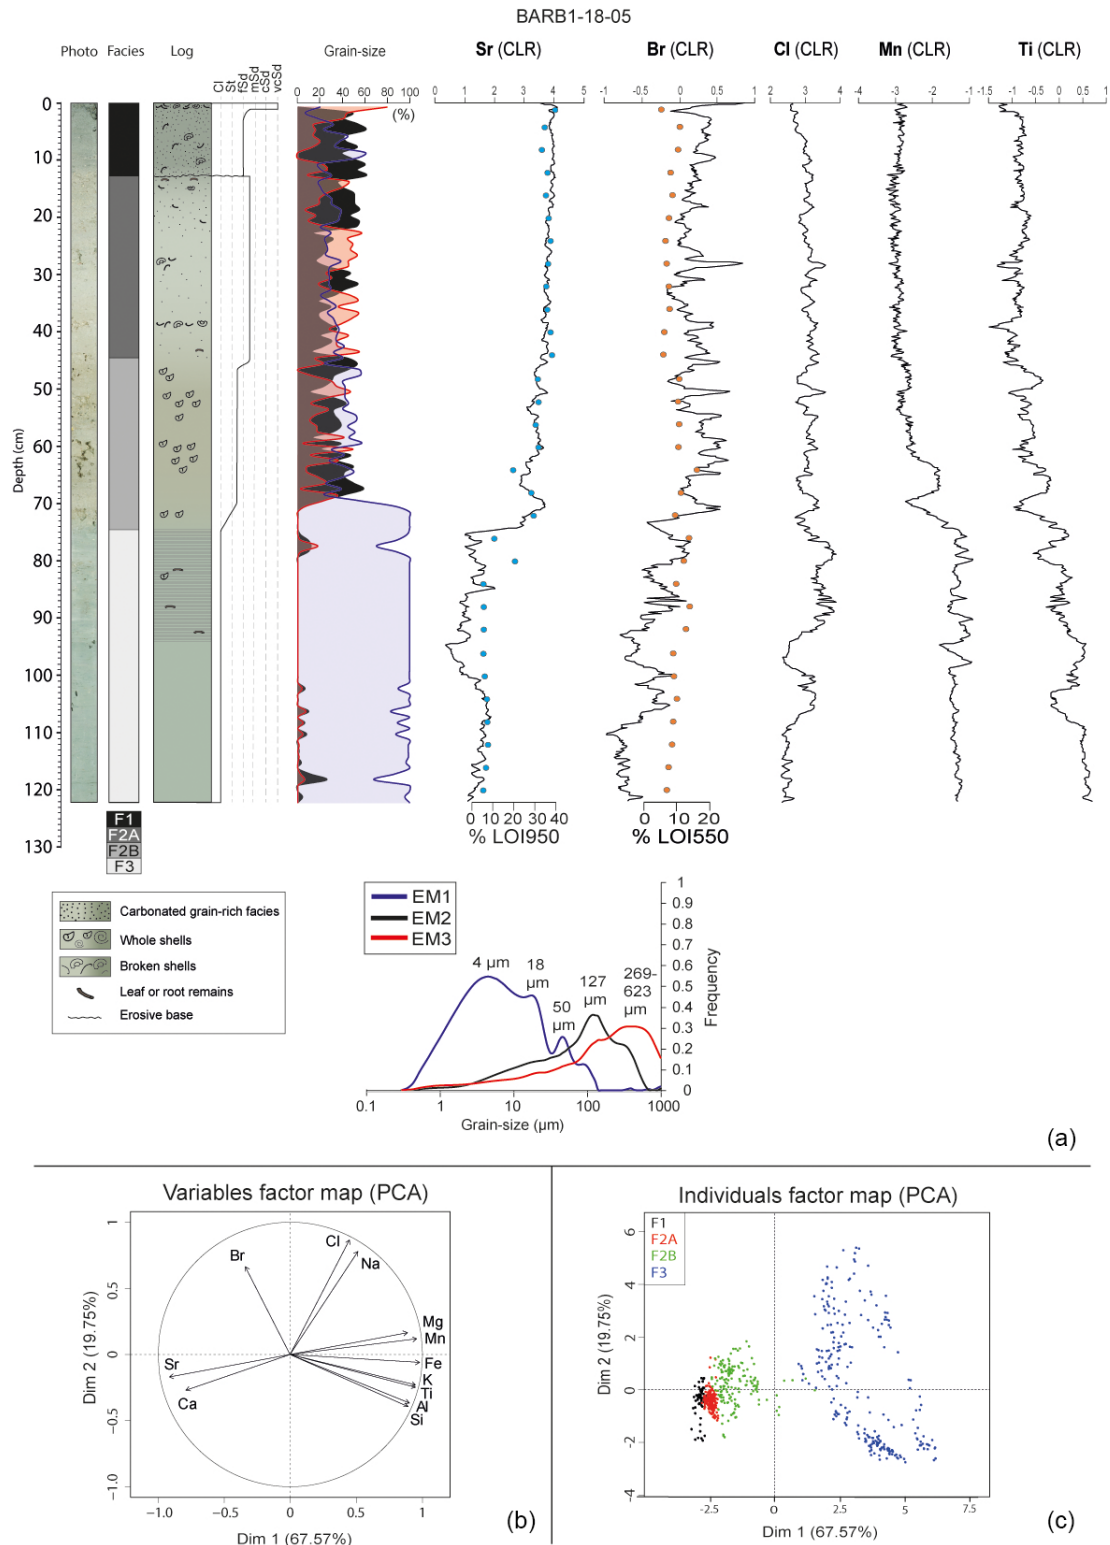 BARB1-18-05
Photo Facies Log Grain-size Sr (CLR) Br (CLR) Cl (CLR) Mn (CLR) Ti (CLR)
Cl St fSd mSd cSd vcSd
0 20 40 60 80 100 0 1 2 3 4 5 -1 0 1 2 3 4 -3 -2 -1 -1.5 -1 -0.5 0 0.5 1
(%)
Depth (cm)
0
10
20
30
40
50
60
70
80
90
100
110
120
130
F1
F2A
F2B
F3
0 10 20 30 40
% LOI950
0 10 20
% LOI550
Carbonated grain-rich facies
Whole shells
Broken shells
Leaf or root remains
Erosive base
EM1
EM2
EM3
4 µm
18 µm
50 µm
127 µm
269-623 µm
1
0.9
0.8
0.7
0.6
0.5
0.4
0.3
0.2
0.1
0
Frequency
0.1 1 10 100 1000
Grain-size (µm)
(a)
Variables factor map (PCA)
Dim 2 (19.75%)
1
0.5
0
−0.5
−1.0
Br
Cl
Na
Mg
Mn
Fe
K
Ti
Al
Si
Sr
Ca
−1.0 −0.5 0 0.5 1
Dim 1 (67.57%)
(b)
Individuals factor map (PCA)
F1
F2A
F2B
F3
Dim 2 (19.75%)
6
4
2
0
-2
-4
-2.5 0 2.5 5 7.5
Dim 1 (67.57%)
(c)